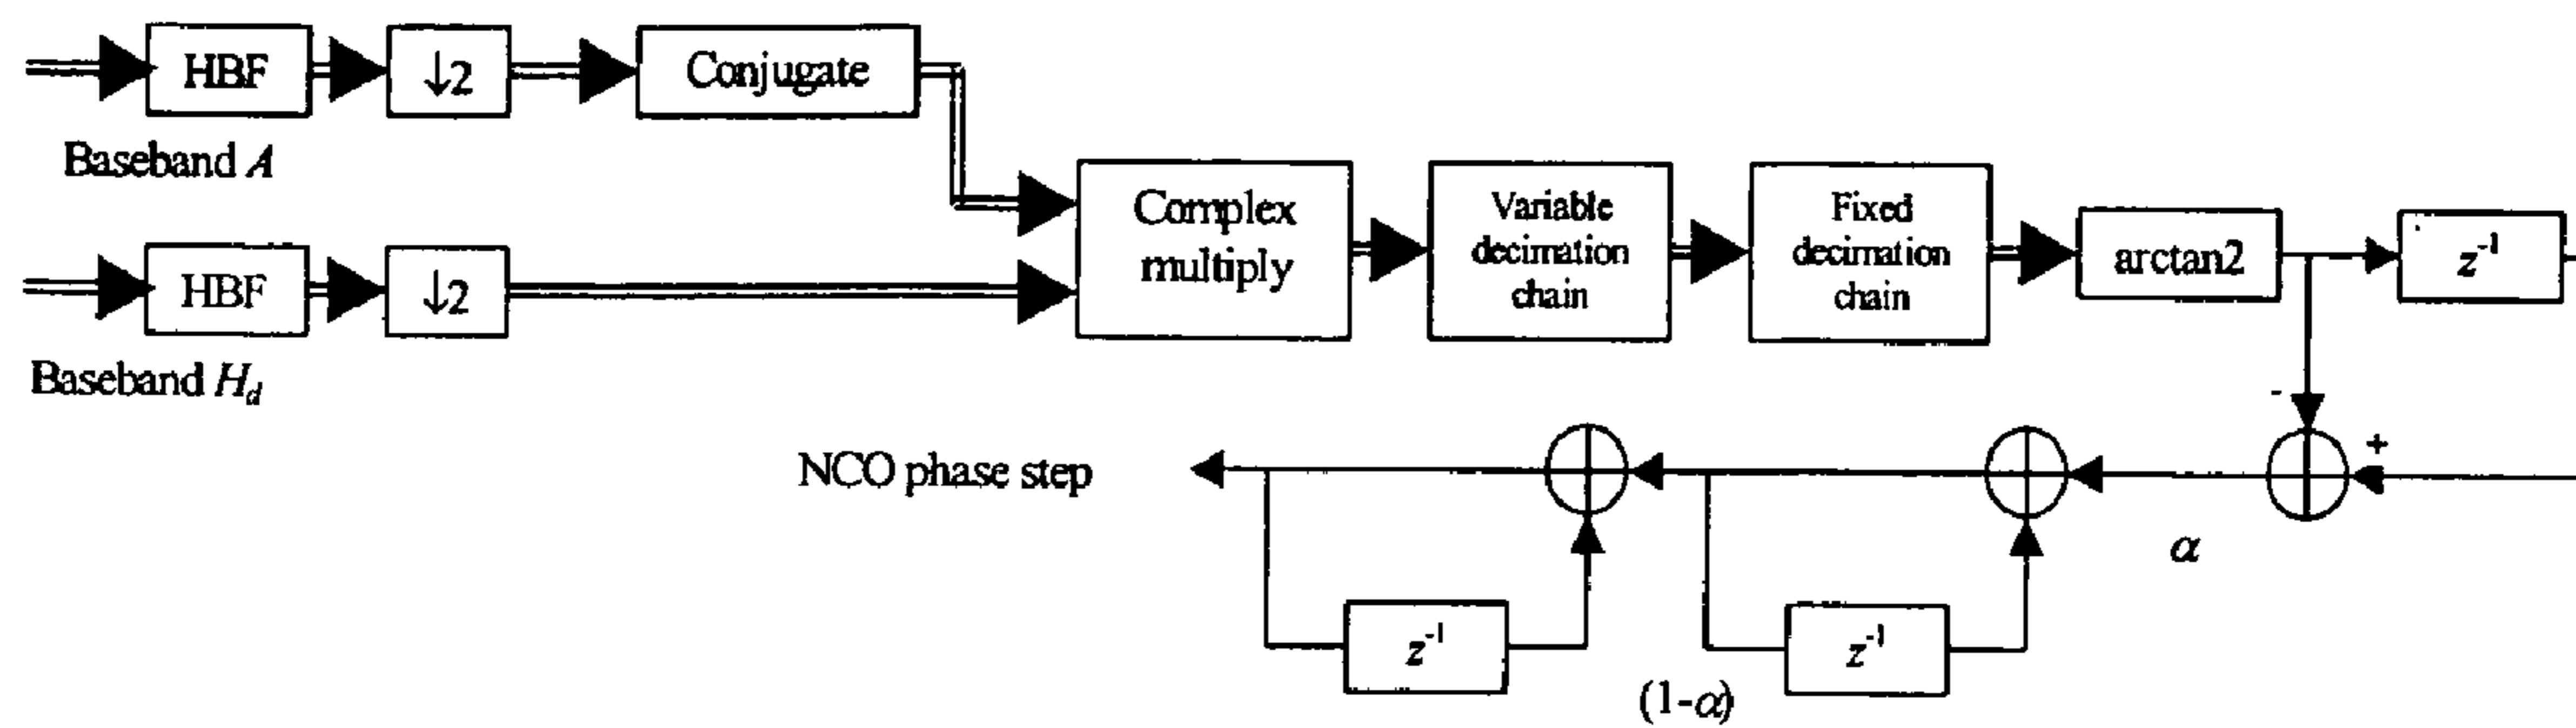 HBF
↓2
Conjugate
Baseband A
Complex
multiply
Variable
decimation
chain
Fixed
decimation
chain
arctan2
z⁻¹
HBF
↓2
Baseband H_d
-
+
NCO phase step
α
z⁻¹
z⁻¹
(1-α)